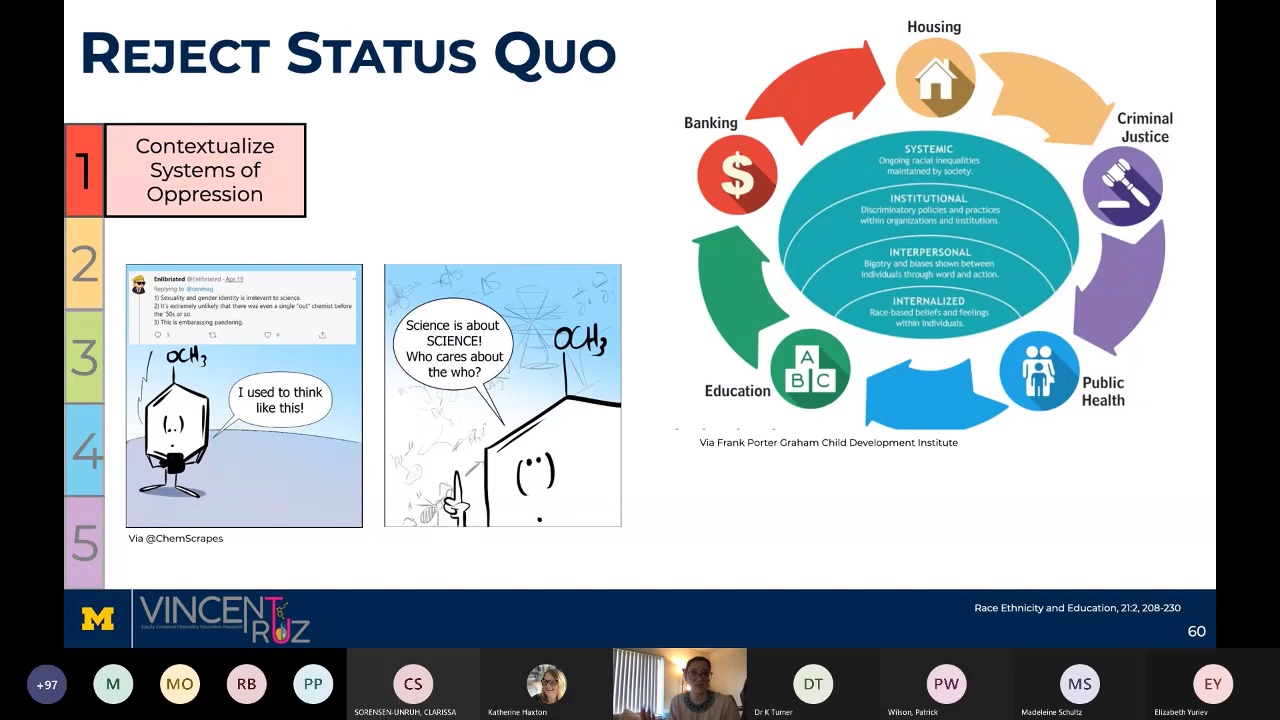 REJECT STATUS QUO
1
Contextualize
Systems of
Oppression
2
3
4
5
Enlibriated @Enlibriated · Apr 19
Replying to @cenmag
1) Sexuality and gender identity is irrelevant to science.
2) It's extremely unlikely that there was even a single "out" chemist before
the '50s or so.
3) This is embarassing pandering.
OCH3
I used to think
like this!
Science is about
SCIENCE!
Who cares about
the who?
OCH3
Via @ChemScrapes
Housing
Banking
$
Criminal
Justice
SYSTEMIC
Ongoing racial inequalities
maintained by society.
INSTITUTIONAL
Discriminatory policies and practices
within organizations and institutions.
INTERPERSONAL
Bigotry and biases shown between
individuals through word and action.
INTERNALIZED
Race-based beliefs and feelings
within individuals.
Education
A
B C
Public
Health
Via Frank Porter Graham Child Development Institute
M
VINCENT
RUZ
Equity Centered Chemistry Education Research
Race Ethnicity and Education, 21:2, 208-230
60
+97
M
MO
RB
PP
CS
SORENSEN-UNRUH, CLARISSA
Katherine Haxton
DT
Dr K Turner
PW
Wilson, Patrick
MS
Madeleine Schultz
EY
Elizabeth Yuriev